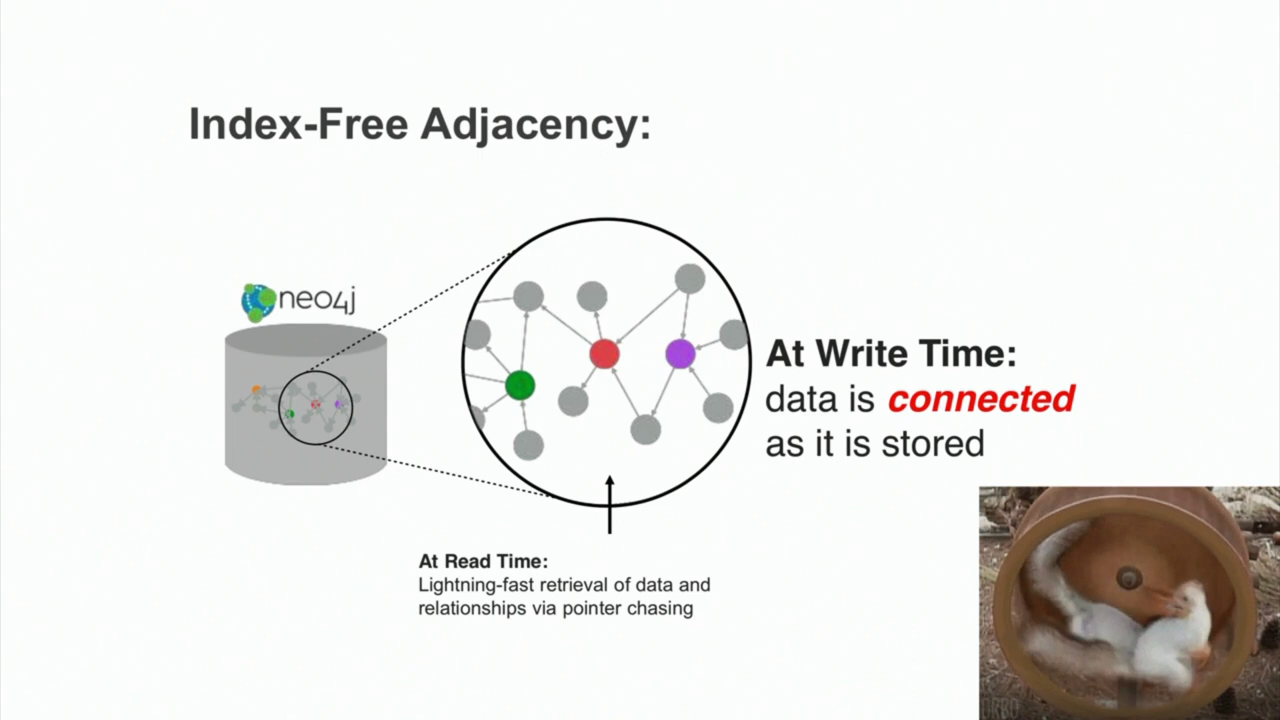 Index-Free Adjacency:
neo4j
At Write Time:
data is connected
as it is stored
At Read Time:
Lightning-fast retrieval of data and
relationships via pointer chasing